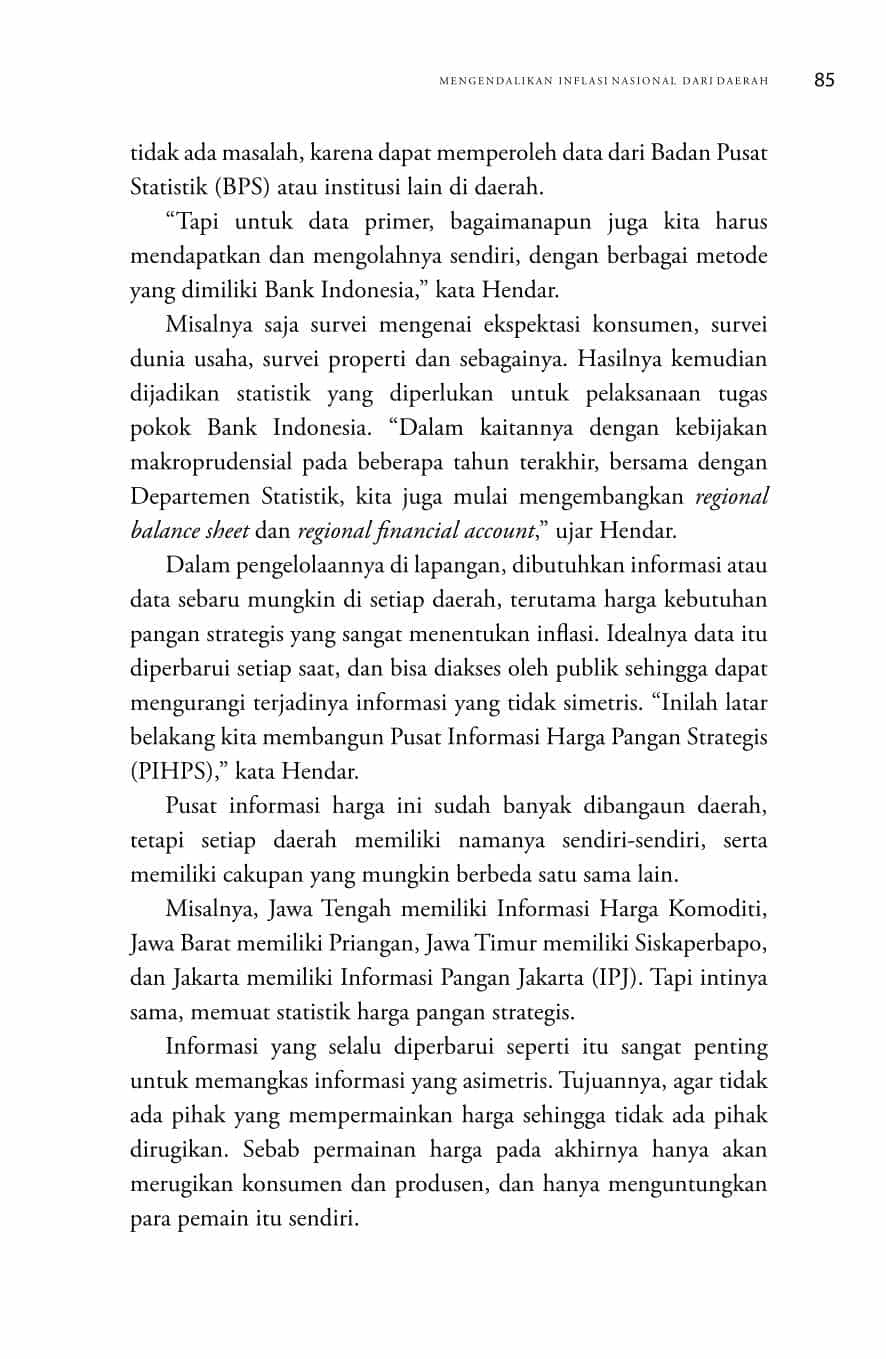 MENGENDALIKAN INFLASI NASIONAL DARI DAERAH 85
tidak ada masalah, karena dapat memperoleh data dari Badan Pusat
Statistik (BPS) atau institusi lain di daerah.
“Tapi untuk data primer, bagaimanapun juga kita harus
mendapatkan dan mengolahnya sendiri, dengan berbagai metode
yang dimiliki Bank Indonesia,” kata Hendar.
Misalnya saja survei mengenai ekspektasi konsumen, survei
dunia usaha, survei properti dan sebagainya. Hasilnya kemudian
dijadikan statistik yang diperlukan untuk pelaksanaan tugas
pokok Bank Indonesia. “Dalam kaitannya dengan kebijakan
makroprudensial pada beberapa tahun terakhir, bersama dengan
Departemen Statistik, kita juga mulai mengembangkan regional
balance sheet dan regional financial account,” ujar Hendar.
Dalam pengelolaannya di lapangan, dibutuhkan informasi atau
data sebaru mungkin di setiap daerah, terutama harga kebutuhan
pangan strategis yang sangat menentukan inflasi. Idealnya data itu
diperbarui setiap saat, dan bisa diakses oleh publik sehingga dapat
mengurangi terjadinya informasi yang tidak simetris. “Inilah latar
belakang kita membangun Pusat Informasi Harga Pangan Strategis
(PIHPS),” kata Hendar.
Pusat informasi harga ini sudah banyak dibangaun daerah,
tetapi setiap daerah memiliki namanya sendiri-sendiri, serta
memiliki cakupan yang mungkin berbeda satu sama lain.
Misalnya, Jawa Tengah memiliki Informasi Harga Komoditi,
Jawa Barat memiliki Priangan, Jawa Timur memiliki Siskaperbapo,
dan Jakarta memiliki Informasi Pangan Jakarta (IPJ). Tapi intinya
sama, memuat statistik harga pangan strategis.
Informasi yang selalu diperbarui seperti itu sangat penting
untuk memangkas informasi yang asimetris. Tujuannya, agar tidak
ada pihak yang mempermainkan harga sehingga tidak ada pihak
dirugikan. Sebab permainan harga pada akhirnya hanya akan
merugikan konsumen dan produsen, dan hanya menguntungkan
para pemain itu sendiri.